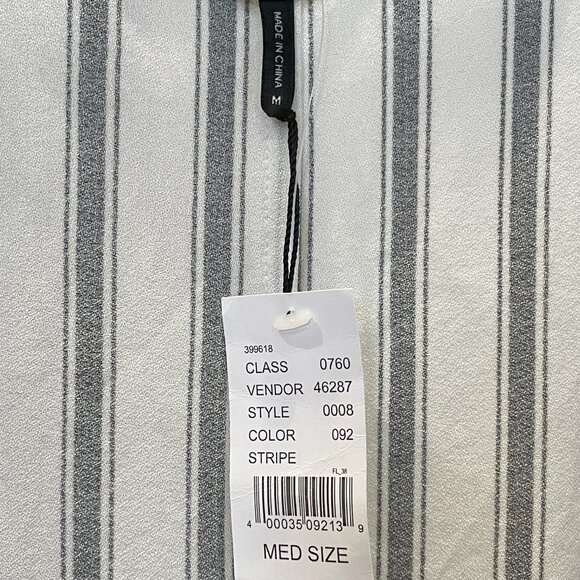 MADE IN CHINA
M
399618
CLASS 0760
VENDOR 46287
STYLE 0008
COLOR 092
STRIPE
FL_38
4 00035 09213 9
MED SIZE